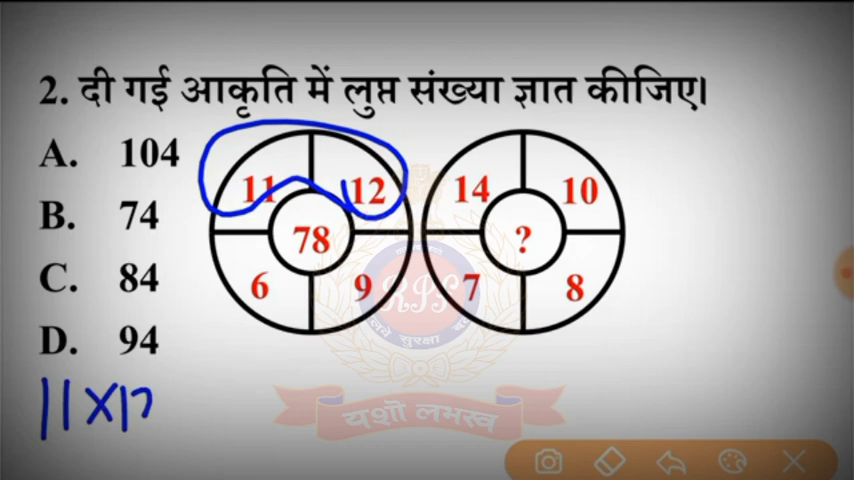 2. दी गई आकृति में लुप्त संख्या ज्ञात कीजिए।
A. 104
B. 74
C. 84
D. 94
11 12
78
6 9
14 10
?
7 8
RPF
यशो लभस्व
11×12